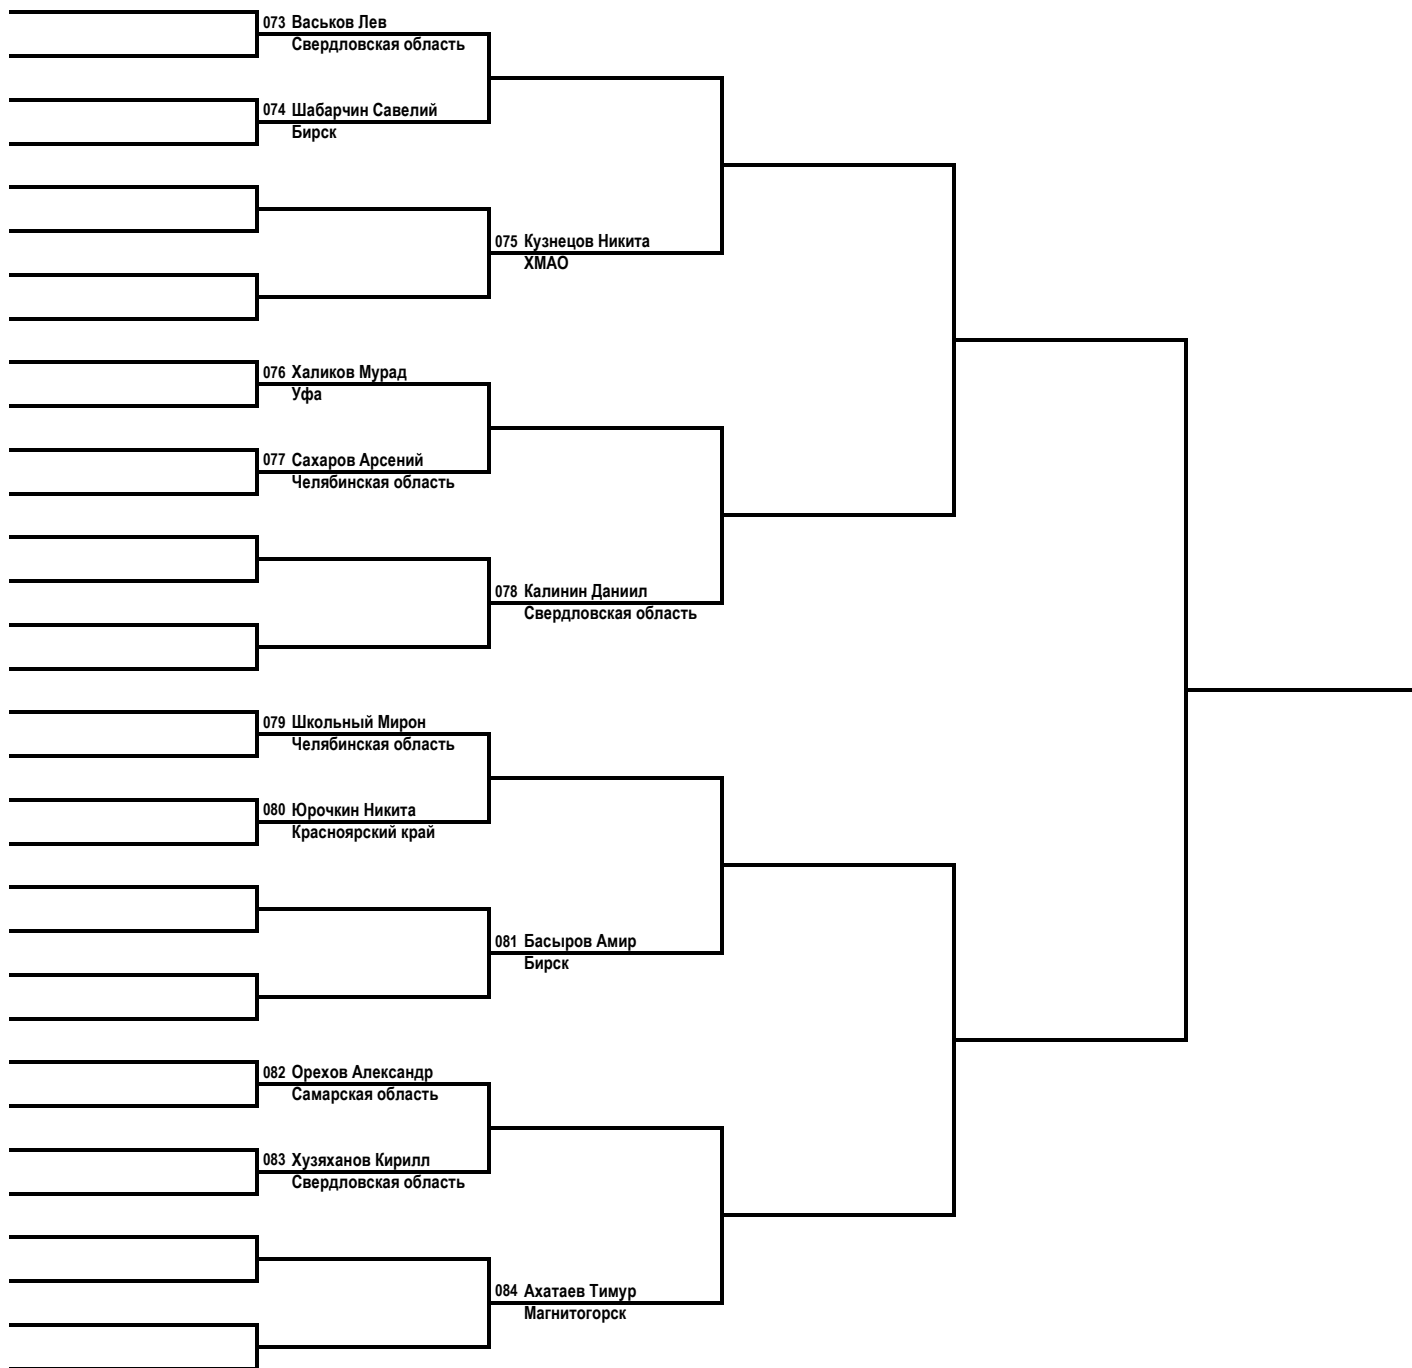 073 Васьков Лев
Свердловская область
074 Шабарчин Савелий
Бирск
075 Кузнецов Никита
ХМАО
076 Халиков Мурад
Уфа
077 Сахаров Арсений
Челябинская область
078 Калинин Даниил
Свердловская область
079 Школьный Мирон
Челябинская область
080 Юрочкин Никита
Красноярский край
081 Басыров Амир
Бирск
082 Орехов Александр
Самарская область
083 Хузяханов Кирилл
Свердловская область
084 Ахатаев Тимур
Магнитогорск